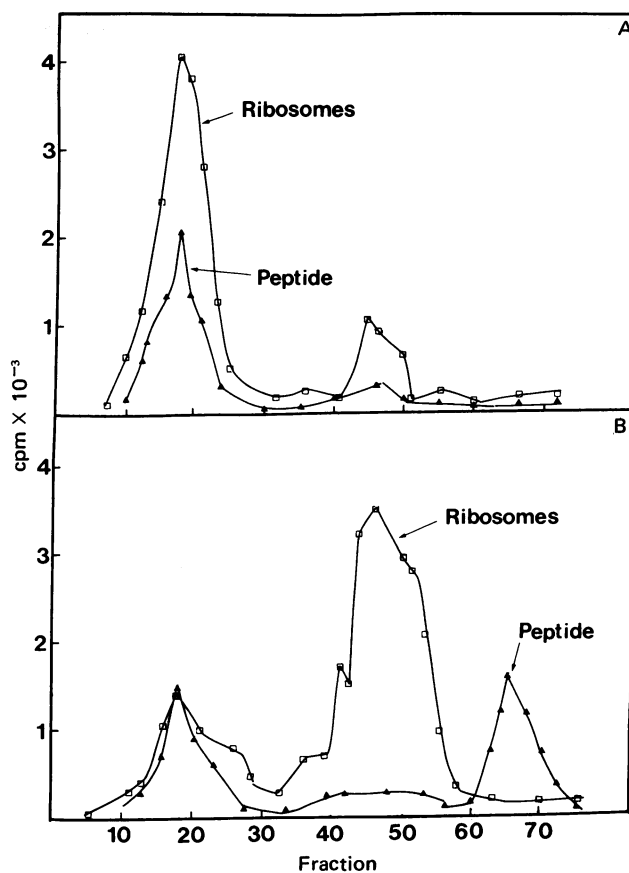 A
4
Ribosomes
3
2
Peptide
1
cpm X 10⁻³
B
4
Ribosomes
3
Peptide
2
1
10 20 30 40 50 60 70
Fraction